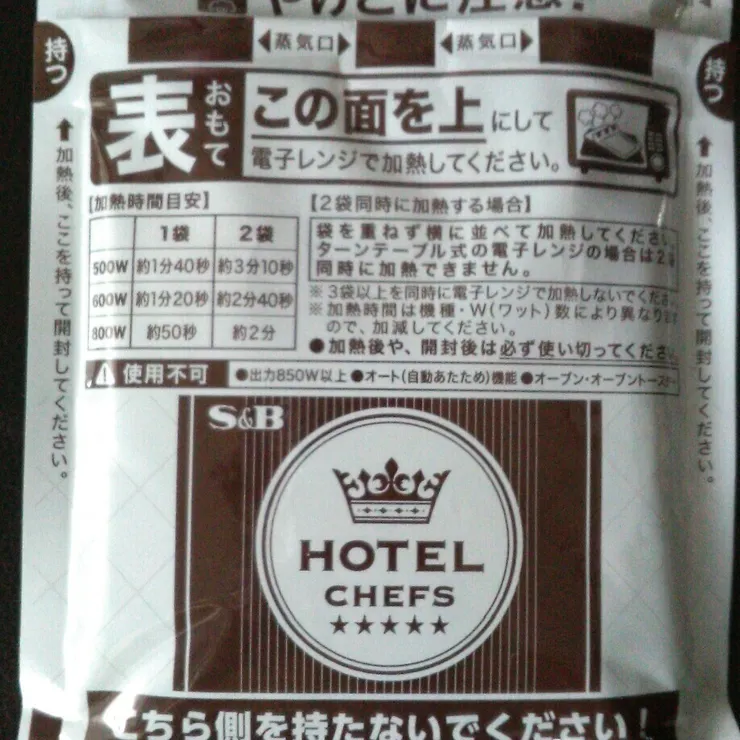 やけどに注意!
◀蒸気口▶ ◀蒸気口▶
持つ
持つ
表 おもて
この面を上にして
電子レンジで加熱してください。
⬆加熱後、ここを持って開封してください。
⬆加熱後、ここを持って開封してください。
【加熱時間目安】
1袋 2袋
500W 約1分40秒 約3分10秒
600W 約1分20秒 約2分40秒
800W 約50秒 約2分
【2袋同時に加熱する場合】
袋を重ねず横に並べて加熱してください。
ターンテーブル式の電子レンジの場合は2袋
同時に加熱できません。
※3袋以上を同時に電子レンジで加熱しないでください
※加熱時間は機種・W(ワット)数により異なります
ので、加減してください。
●加熱後や、開封後は必ず使い切ってください
⚠使用不可 ●出力850W以上 ●オート(自動あたため)機能 ●オーブン・オーブントースター
S&B
HOTEL
CHEFS
★★★★★
こちら側を持たないでください!